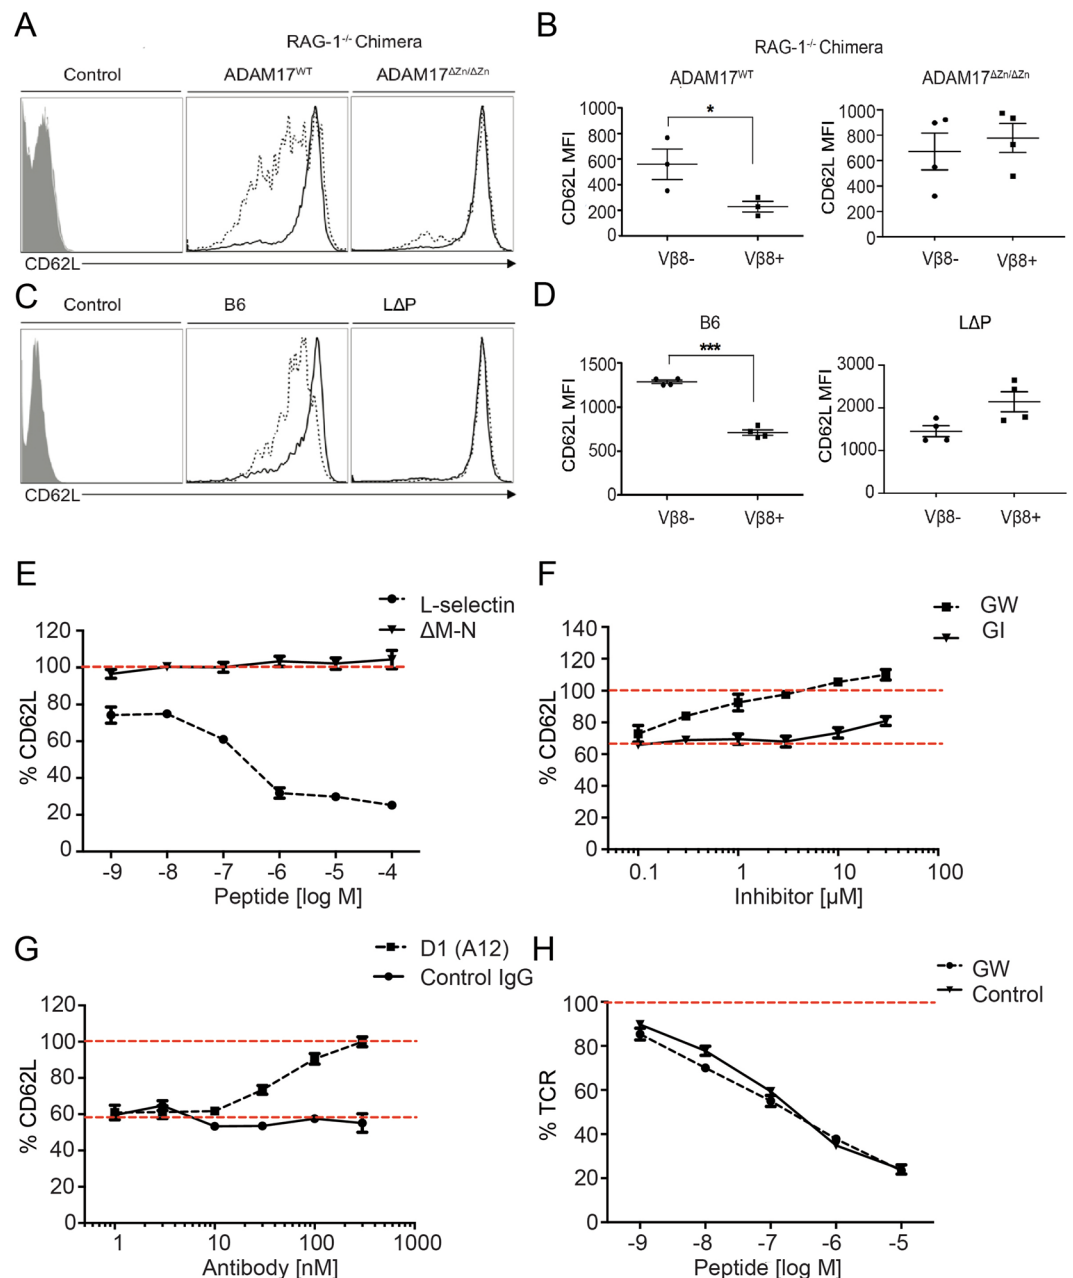 A
RAG-1-/- Chimera
Control
ADAM17WT
ADAM17ΔZn/ΔZn
CD62L
B
RAG-1-/- Chimera
ADAM17WT
ADAM17ΔZn/ΔZn
CD62L MFI
1000
800
600
400
200
0
*
Vβ8-
Vβ8+
CD62L MFI
1000
800
600
400
200
0
Vβ8-
Vβ8+
C
Control
B6
LΔP
CD62L
D
B6
LΔP
CD62L MFI
1500
1000
500
0
***
Vβ8-
Vβ8+
CD62L MFI
3000
2000
1000
0
Vβ8-
Vβ8+
E
L-selectin
ΔM-N
% CD62L
120
100
80
60
40
20
0
-9 -8 -7 -6 -5 -4
Peptide [log M]
F
GW
GI
% CD62L
140
120
100
80
60
40
20
0
0.1 1 10 100
Inhibitor [µM]
G
D1 (A12)
Control IgG
% CD62L
120
100
80
60
40
20
0
1 10 100 1000
Antibody [nM]
H
GW
Control
% TCR
100
80
60
40
20
0
-9 -8 -7 -6 -5
Peptide [log M]